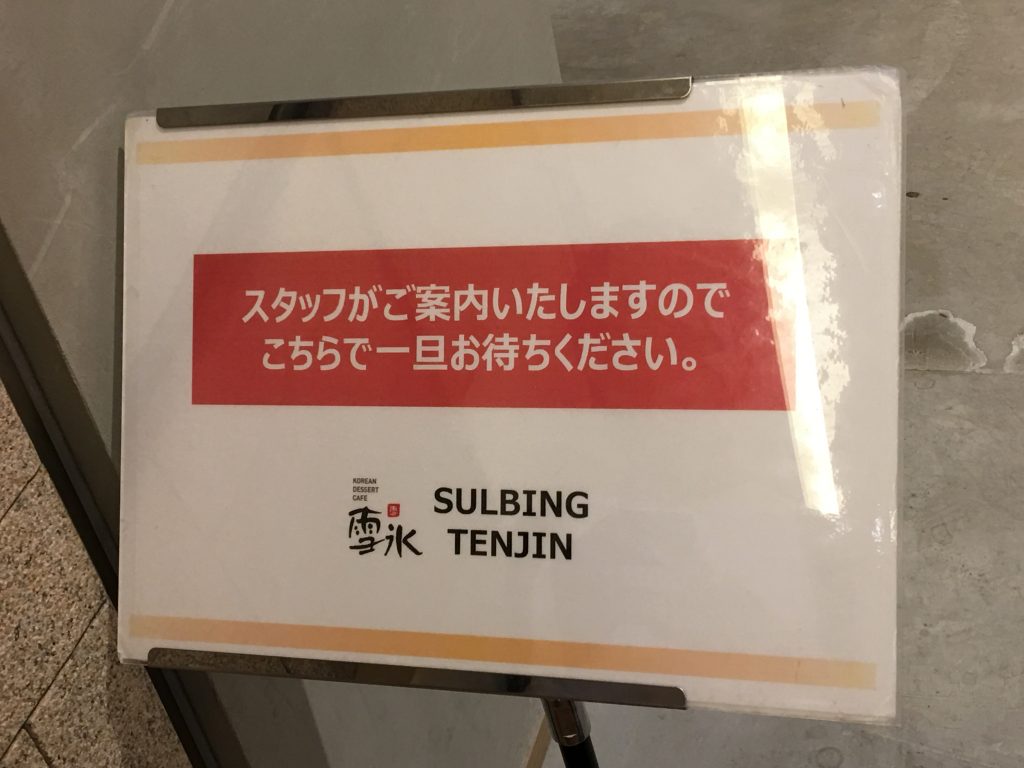 スタッフがご案内いたしますので
こちらで一旦お待ちください。
KOREAN
DESSERT
CAFE
雪氷
SULBING
TENJIN